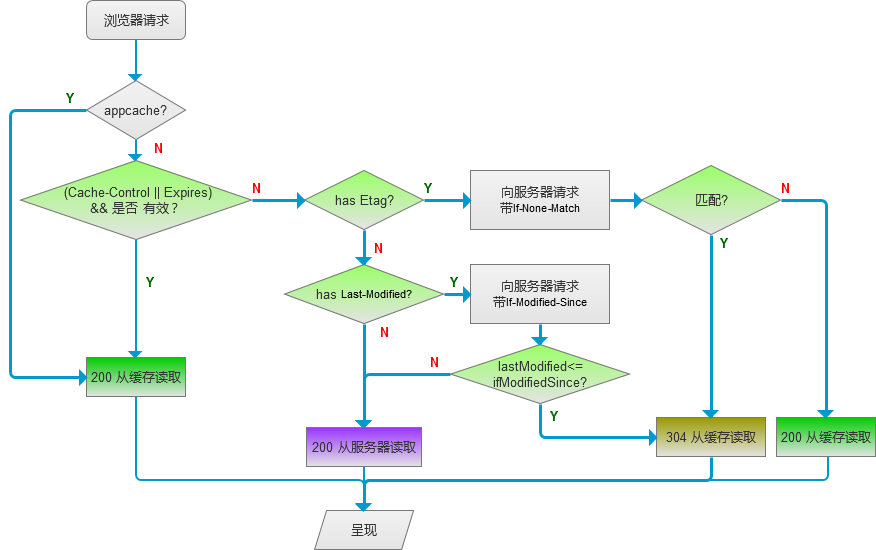 浏览器请求
Y
appcache?
N
(Cache-Control || Expires)
&& 是否 有效？
N
has Etag?
Y
向服务器请求
带If-None-Match
匹配?
N
Y
N
Y
has Last-Modified?
Y
向服务器请求
带If-Modified-Since
N
N
lastModified<=
ifModifiedSince?
Y
200 从缓存读取
200 从服务器读取
304 从缓存读取
200 从缓存读取
呈现